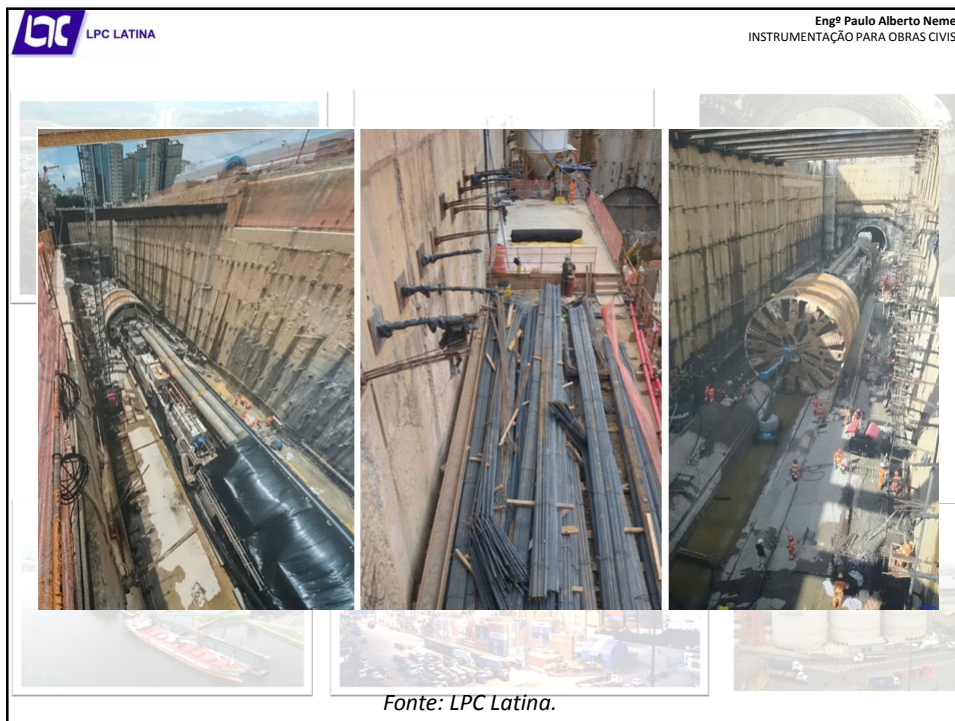 LPC LATINA
Engº Paulo Alberto Neme
INSTRUMENTAÇÃO PARA OBRAS CIVIS
Fonte: LPC Latina.